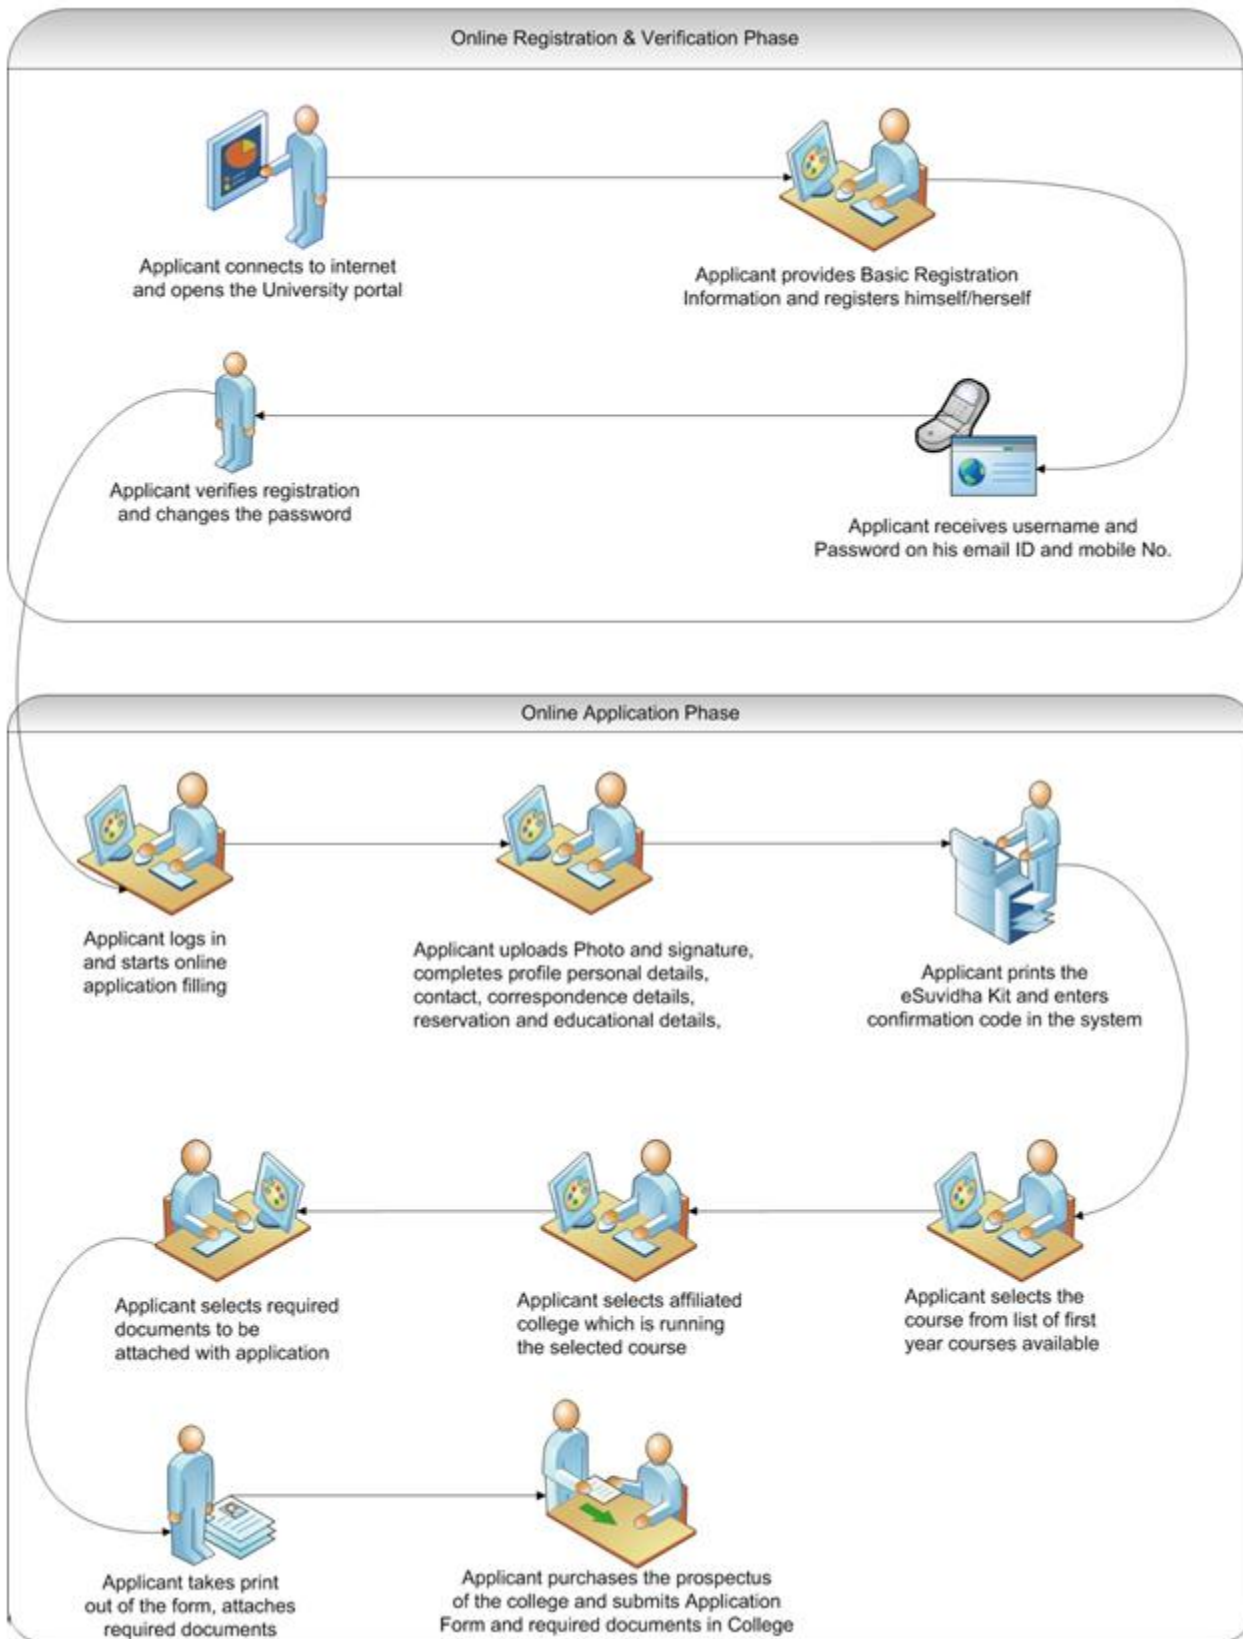 Online Registration & Verification Phase
Applicant connects to internet
and opens the University portal
Applicant provides Basic Registration
Information and registers himself/herself
Applicant receives username and
Password on his email ID and mobile No.
Applicant verifies registration
and changes the password
Online Application Phase
Applicant logs in
and starts online
application filling
Applicant uploads Photo and signature,
completes profile personal details,
contact, correspondence details,
reservation and educational details,
Applicant prints the
eSuvidha Kit and enters
confirmation code in the system
Applicant selects the
course from list of first
year courses available
Applicant selects affiliated
college which is running
the selected course
Applicant selects required
documents to be
attached with application
Applicant takes print
out of the form, attaches
required documents
Applicant purchases the prospectus
of the college and submits Application
Form and required documents in College